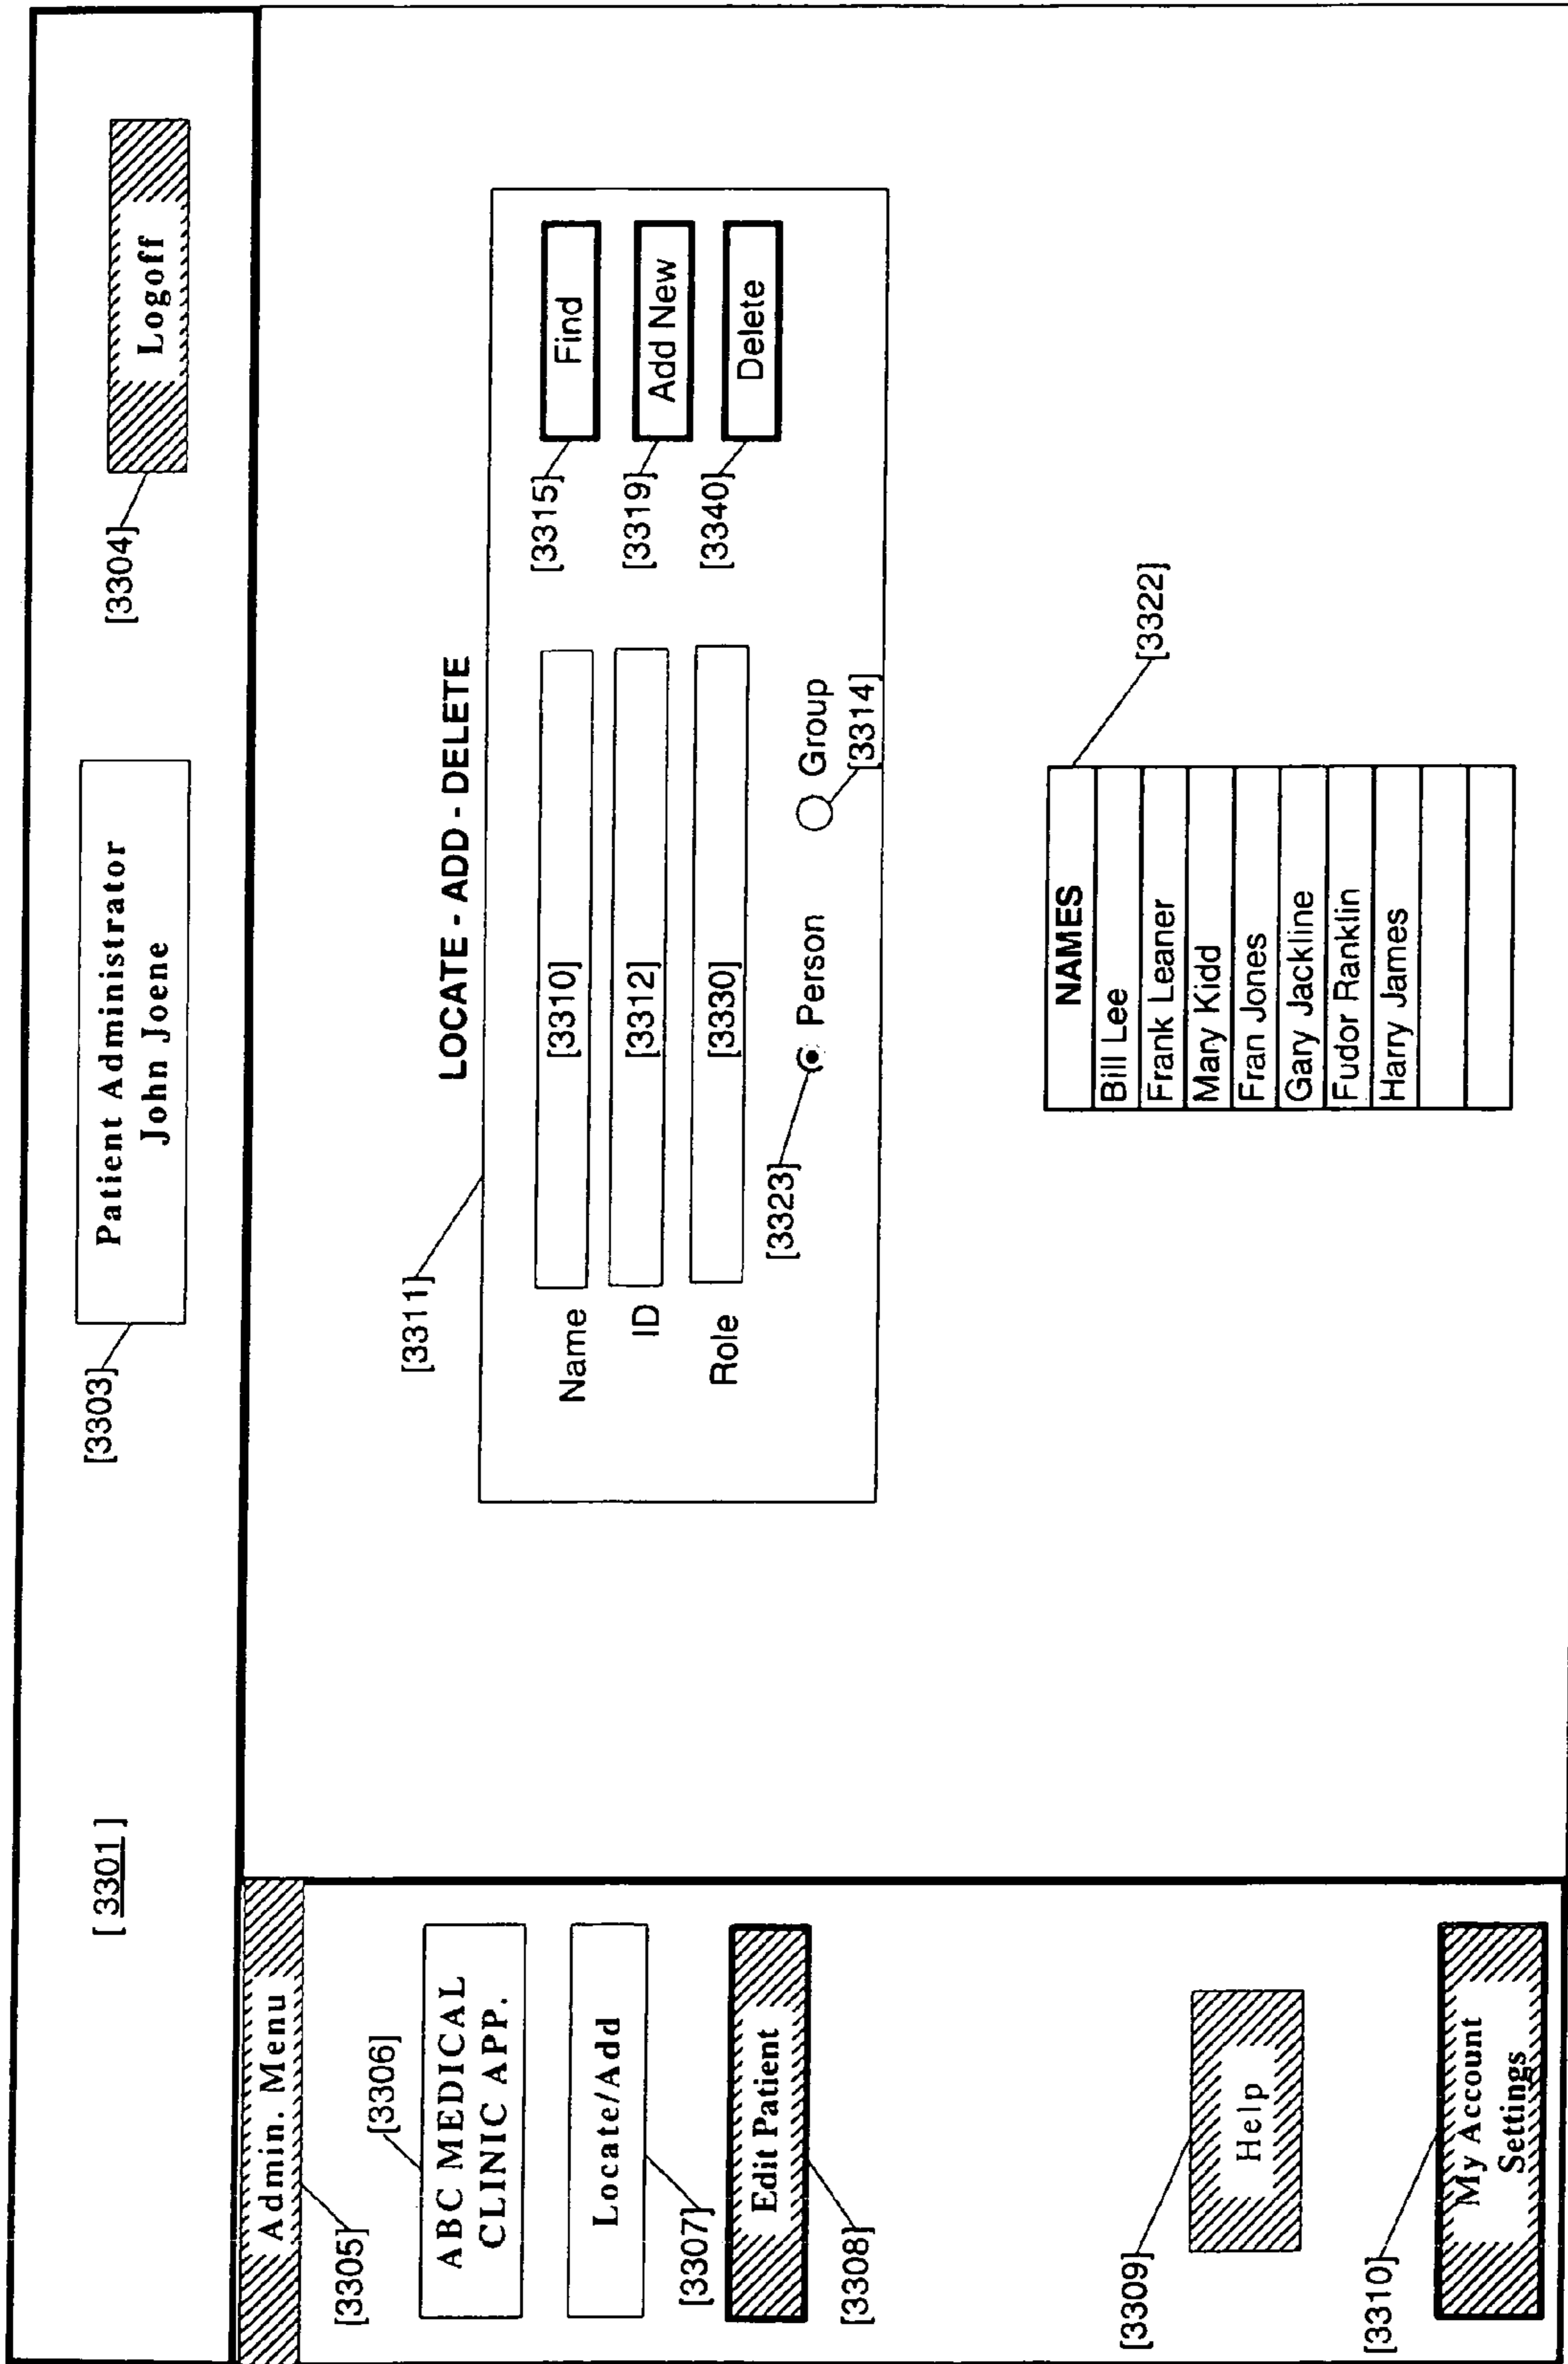 [ 3301 ]
[3303]
Patient Administrator
John Joene
[3304]
Logoff
Admin. Menu
[3305]
[3306]
ABC MEDICAL
CLINIC APP.
Locate/Add
[3307]
Edit Patient
[3308]
[3309]
Help
[3310]
My Account
Settings
[3311]
LOCATE - ADD - DELETE
Name [3310]
ID [3312]
Role [3330]
[3323]
Person
Group
[3314]
[3315]
Find
[3319]
Add New
[3340]
Delete
[3322]
NAMES
Bill Lee
Frank Leaner
Mary Kidd
Fran Jones
Gary Jackline
Fudor Ranklin
Harry James